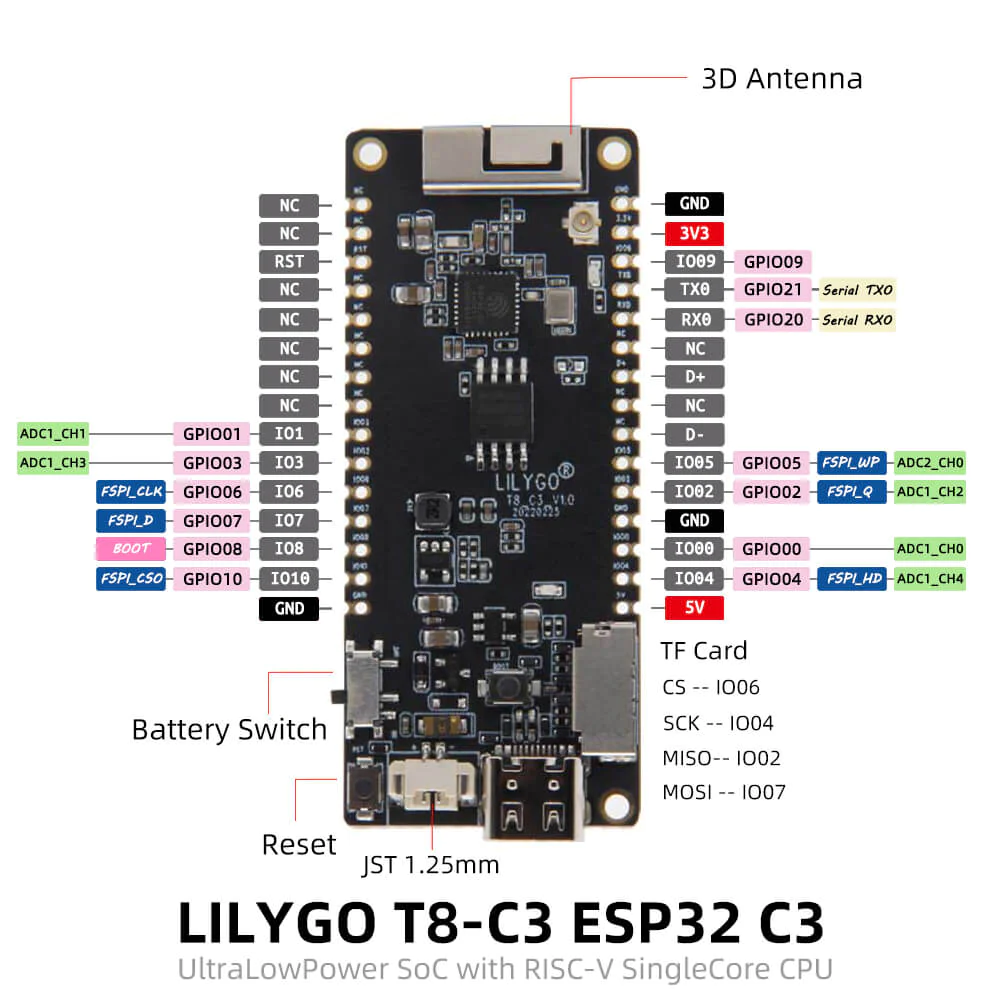 3D Antenna
NC GND
NC 3V3
RST IO09 GPIO09
NC TX0 GPIO21 Serial TX0
NC RX0 GPIO20 Serial RX0
NC NC
NC D+
NC NC
ADC1_CH1 GPIO01 IO1 D-
ADC1_CH3 GPIO03 IO3 IO05 GPIO05 FSPI_WP ADC2_CH0
FSPI_CLK GPIO06 IO6 IO02 GPIO02 FSPI_Q ADC1_CH2
FSPI_D GPIO07 IO7 GND
BOOT GPIO08 IO8 IO00 GPIO00 ADC1_CH0
FSPI_CS0 GPIO10 IO10 IO04 GPIO04 FSPI_HD ADC1_CH4
GND 5V
LILYGO®
T8_C3_V1.0
20220325
BOOT
TF Card
CS -- IO06
SCK -- IO04
MISO-- IO02
MOSI -- IO07
Battery Switch
Reset
JST 1.25mm
LILYGO T8-C3 ESP32 C3
UltraLowPower SoC with RISC-V SingleCore CPU